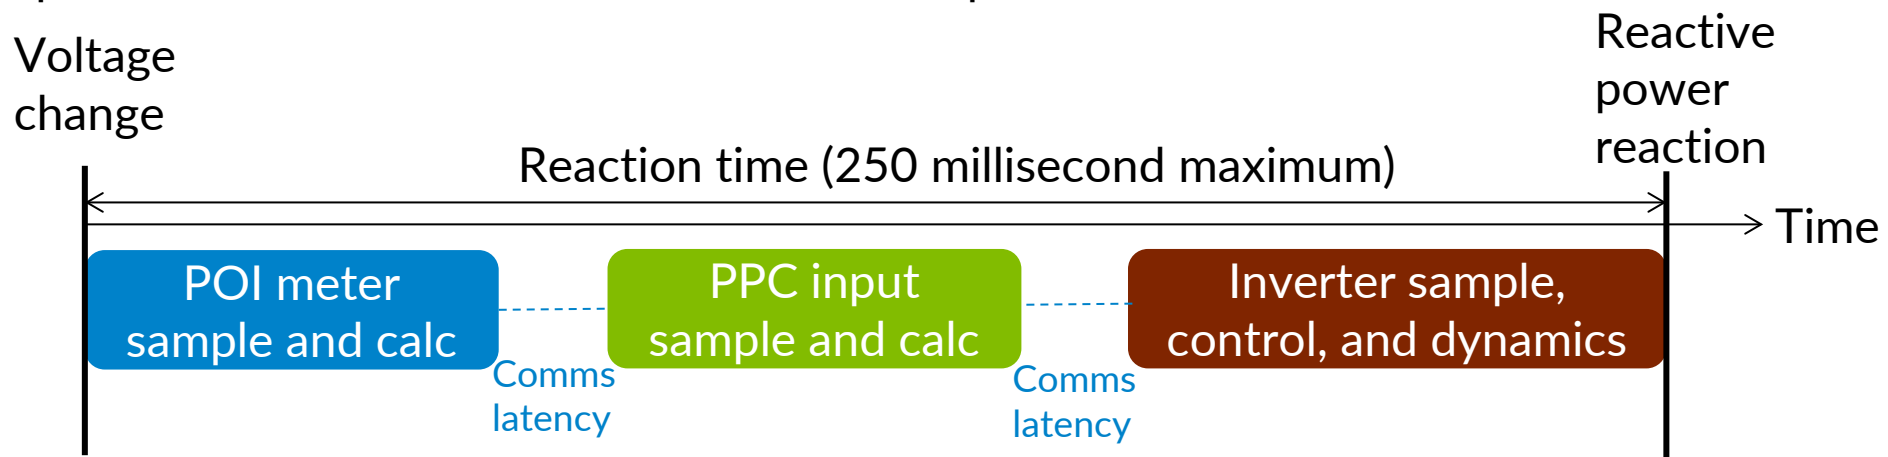 Voltage
change
Reactive
power
reaction
Reaction time (250 millisecond maximum)
Time
POI meter
sample and calc
Comms
latency
PPC input
sample and calc
Comms
latency
Inverter sample,
control, and dynamics